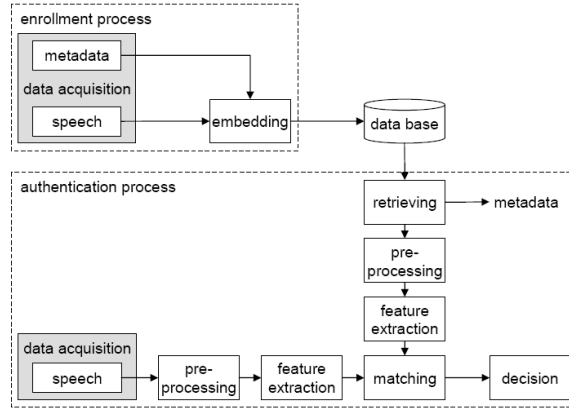 enrollment process
metadata
data acquisition
speech
embedding
data base
authentication process
retrieving
metadata
pre-
processing
feature
extraction
data acquisition
speech
pre-
processing
feature
extraction
matching
decision